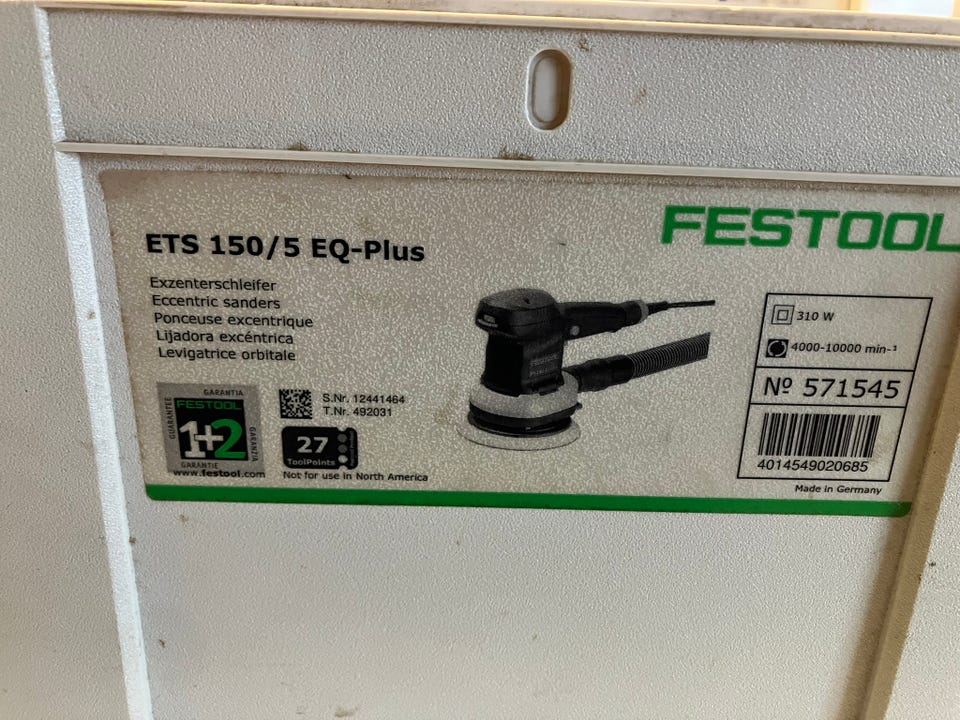 FESTOOL
ETS 150/5 EQ-Plus
Exzenterschleifer
Eccentric sanders
Ponceuse excentrique
Lijadora excéntrica
Levigatrice orbitale
310 W
4000-10000 min-¹
Nº 571545
4014549020685
Made in Germany
GARANTIA
GUARANTEE
FESTOOL
1+2
GARANZIA
GARANTIE
www.festool.com
S.Nr. 12441464
T.Nr. 492031
27
ToolPoints
Not for use in North America